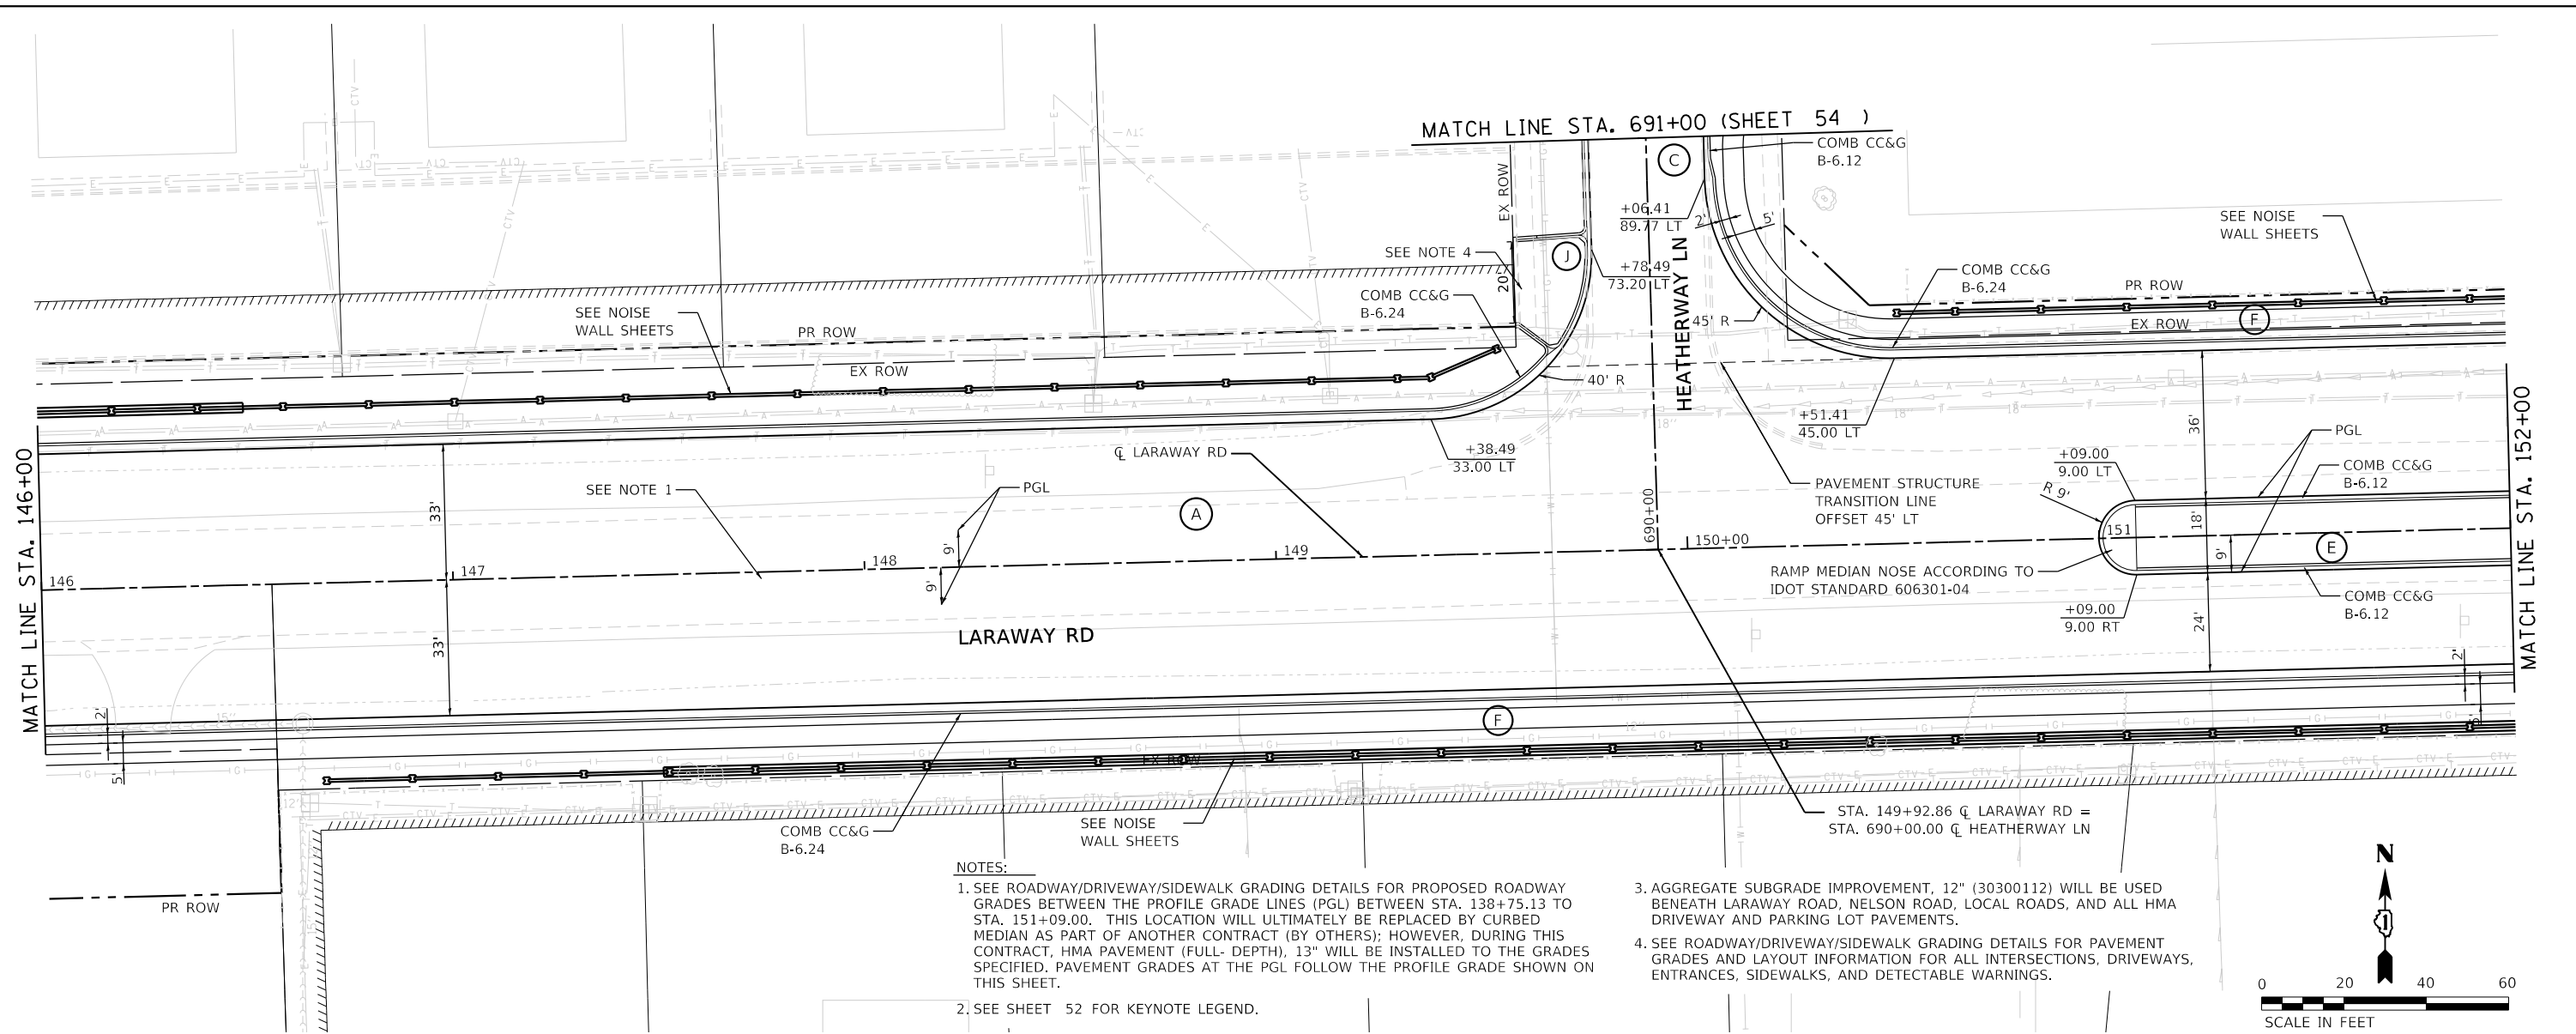 MATCH LINE STA. 691+00 (SHEET 54 )
COMB CC&G
B-6.12
C
EX ROW
+06.41
89.77 LT
2'
5'
SEE NOISE
WALL SHEETS
SEE NOTE 4
J
HEATHERWAY LN
+78.49
73.20 LT
20'
COMB CC&G
B-6.24
COMB CC&G
B-6.24
PR ROW
SEE NOISE
WALL SHEETS
PR ROW
45' R
EX ROW
F
EX ROW
40' R
+51.41
45.00 LT
36'
18"
18"
PGL
+38.49
33.00 LT
℄ LARAWAY RD
MATCH LINE STA. 146+00
MATCH LINE STA. 152+00
+09.00
9.00 LT
COMB CC&G
B-6.12
SEE NOTE 1
PGL
PAVEMENT STRUCTURE
TRANSITION LINE
OFFSET 45' LT
R 9'
33'
A
690+00
18'
9'
9'
146
147
148
149
150+00
151
E
9'
RAMP MEDIAN NOSE ACCORDING TO
IDOT STANDARD 606301-04
COMB CC&G
B-6.12
+09.00
9.00 RT
24'
33'
LARAWAY RD
2'
2'
5'
15"
F
12"
EX ROW
12"
COMB CC&G
B-6.24
SEE NOISE
WALL SHEETS
STA. 149+92.86 ℄ LARAWAY RD =
STA. 690+00.00 ℄ HEATHERWAY LN
PR ROW
NOTES:
1. SEE ROADWAY/DRIVEWAY/SIDEWALK GRADING DETAILS FOR PROPOSED ROADWAY
GRADES BETWEEN THE PROFILE GRADE LINES (PGL) BETWEEN STA. 138+75.13 TO
STA. 151+09.00. THIS LOCATION WILL ULTIMATELY BE REPLACED BY CURBED
MEDIAN AS PART OF ANOTHER CONTRACT (BY OTHERS); HOWEVER, DURING THIS
CONTRACT, HMA PAVEMENT (FULL- DEPTH), 13" WILL BE INSTALLED TO THE GRADES
SPECIFIED. PAVEMENT GRADES AT THE PGL FOLLOW THE PROFILE GRADE SHOWN ON
THIS SHEET.
2. SEE SHEET 52 FOR KEYNOTE LEGEND.
3. AGGREGATE SUBGRADE IMPROVEMENT, 12" (30300112) WILL BE USED
BENEATH LARAWAY ROAD, NELSON ROAD, LOCAL ROADS, AND ALL HMA
DRIVEWAY AND PARKING LOT PAVEMENTS.
4. SEE ROADWAY/DRIVEWAY/SIDEWALK GRADING DETAILS FOR PAVEMENT
GRADES AND LAYOUT INFORMATION FOR ALL INTERSECTIONS, DRIVEWAYS,
ENTRANCES, SIDEWALKS, AND DETECTABLE WARNINGS.
N
1
0 20 40 60
SCALE IN FEET